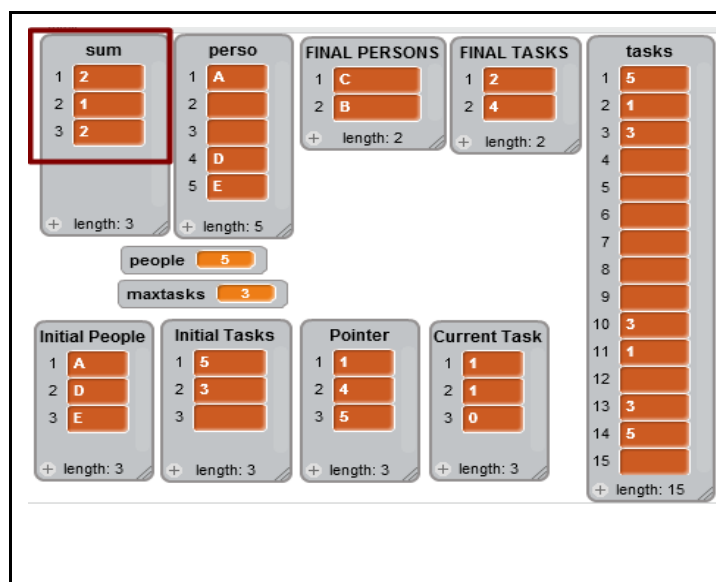 sum
1 2
2 1
3 2
+ length: 3
perso
1 A
2
3
4 D
5 E
+ length: 5
FINAL PERSONS
1 C
2 B
+ length: 2
FINAL TASKS
1 2
2 4
+ length: 2
tasks
1 5
2 1
3 3
4
5
6
7
8
9
10 3
11 1
12
13 3
14 5
15
+ length: 15
people 5
maxtasks 3
Initial People
1 A
2 D
3 E
+ length: 3
Initial Tasks
1 5
2 3
3
+ length: 3
Pointer
1 1
2 4
3 5
+ length: 3
Current Task
1 1
2 1
3 0
+ length: 3